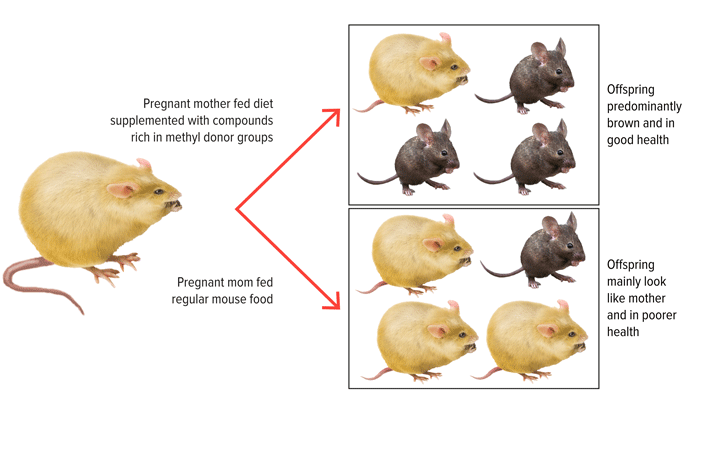 Pregnant mother fed diet
supplemented with compounds
rich in methyl donor groups
Offspring
predominantly
brown and in
good health
Pregnant mom fed
regular mouse food
Offspring
mainly look
like mother
and in poorer
health